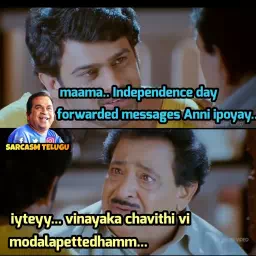 maama.. Independence day
forwarded messages Anni ipoyay..
SARCASM TELUGU
iyteyy... vinayaka chavithi vi
modalapettedhamm...